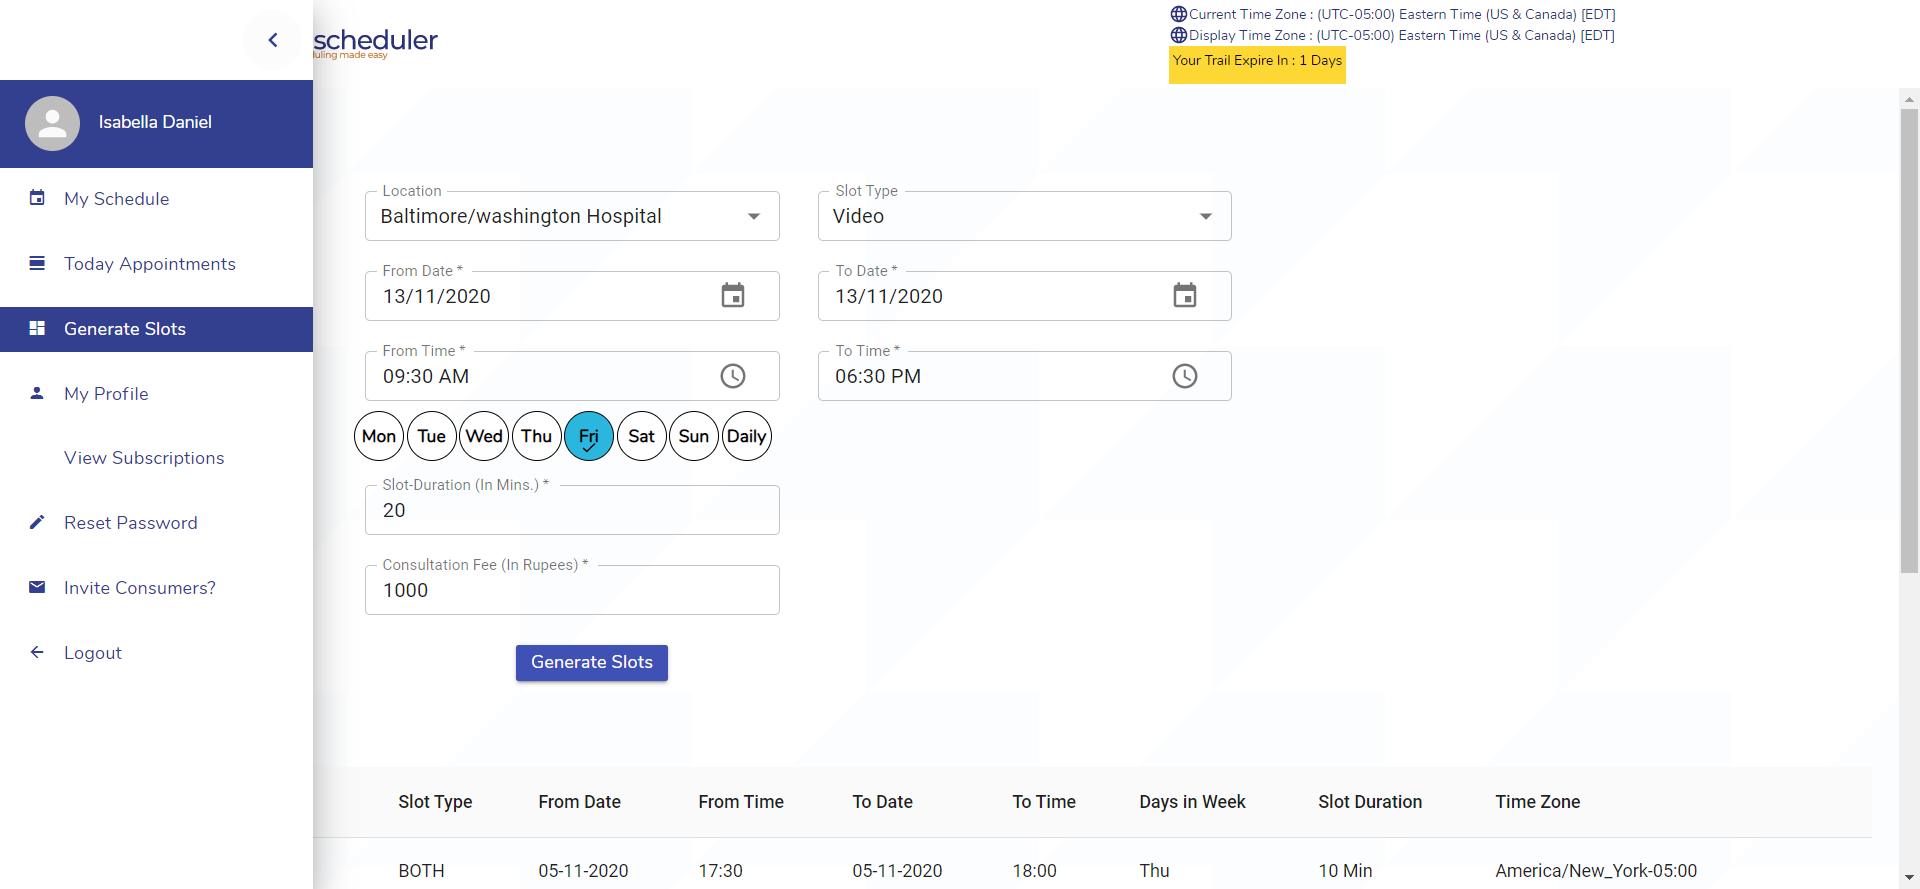 scheduler
duling made easy
Current Time Zone : (UTC-05:00) Eastern Time (US & Canada) [EDT]
Display Time Zone : (UTC-05:00) Eastern Time (US & Canada) [EDT]
Your Trail Expire In : 1 Days
Isabella Daniel
My Schedule
Today Appointments
Generate Slots
My Profile
View Subscriptions
Reset Password
Invite Consumers?
Logout
Location
Baltimore/washington Hospital
Slot Type
Video
From Date *
13/11/2020
To Date *
13/11/2020
From Time *
09:30 AM
To Time *
06:30 PM
Mon Tue Wed Thu Fri Sat Sun Daily
Slot-Duration (In Mins.) *
20
Consultation Fee (In Rupees) *
1000
Generate Slots
Slot Type From Date From Time To Date To Time Days in Week Slot Duration Time Zone
BOTH 05-11-2020 17:30 05-11-2020 18:00 Thu 10 Min America/New_York-05:00